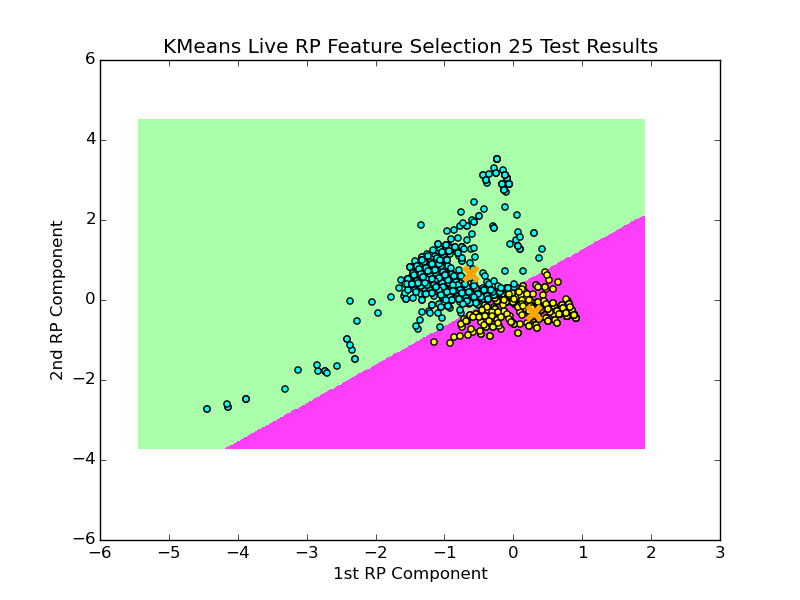 KMeans Live RP Feature Selection 25 Test Results
6
4
2
0
−2
−4
−6
2nd RP Component
−6 −5 −4 −3 −2 −1 0 1 2 3
1st RP Component